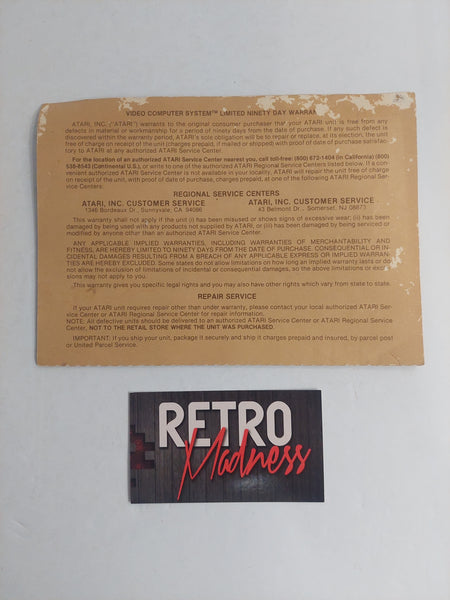 VIDEO COMPUTER SYSTEM™ LIMITED NINETY DAY WARRAN
ATARI, INC. ("ATARI") warrants to the original consumer purchaser that your ATARI unit is free from any
defects in material or workmanship for a period of ninety days from the date of purchase. If any such defect is
discovered within the warranty period, ATARI's sole obligation will be to repair or replace, at its election, the unit
free of charge on receipt of the unit (charges prepaid, if mailed or shipped) with proof of date of purchase satisfac-
tory to ATARI at any authorized ATARI Service Center.
For the location of an authorized ATARI Service Center nearest you, call toll-free: (800) 672-1404 (in California) (800)
538-8543 (Continental U.S.), or write to one of the authorized ATARI Regional Service Centers listed below. If a con-
venient authorized ATARI Service Center is not available in your locality, ATARI will repair the unit free of charge
on receipt of the unit, with proof of date of purchase, charges prepaid, at one of the following ATARI Regional Ser-
vice Centers:
REGIONAL SERVICE CENTERS
ATARI, INC. CUSTOMER SERVICE ATARI, INC. CUSTOMER SERVICE
1346 Bordeaux Dr., Sunnyvale, CA 94086 43 Belmont Dr., Somerset, NJ 08873
This warranty shall not apply if the unit (i) has been misused or shows signs of excessive wear; (ii) has been
damaged by being used with any products not supplied by ATARI, or (iii) has been damaged by being serviced or
modified by anyone other than an authorized ATARI Service Center.
ANY APPLICABLE IMPLIED WARRANTIES, INCLUDING WARRANTIES OF MERCHANTABILITY AND
FITNESS, ARE HEREBY LIMITED TO NINETY DAYS FROM THE DATE OF PURCHASE. CONSEQUENTIAL OR IN-
CIDENTAL DAMAGES RESULTING FROM A BREACH OF ANY APPLICABLE EXPRESS OR IMPLIED WARRAN-
TIES ARE HEREBY EXCLUDED. Some states do not allow limitations on how long an implied warranty lasts or do
not allow the exclusion of limitations of incidental or consequential damages, so the above limitations or exclu-
sions may not apply to you.
This warranty gives you specific legal rights and you may also have other rights which vary from state to state.
REPAIR SERVICE
If your ATARI unit requires repair other than under warranty, please contact your local authorized ATARI Ser-
vice Center for repair information.
NOTE: All defective units should be delivered to an authorized ATARI Service Center or ATARI Regional Service
Center, NOT TO THE RETAIL STORE WHERE THE UNIT WAS PURCHASED.
IMPORTANT: If you ship your unit, package it securely and ship it charges prepaid and insured, by parcel post
or United Parcel Service.
RETRO
Madness